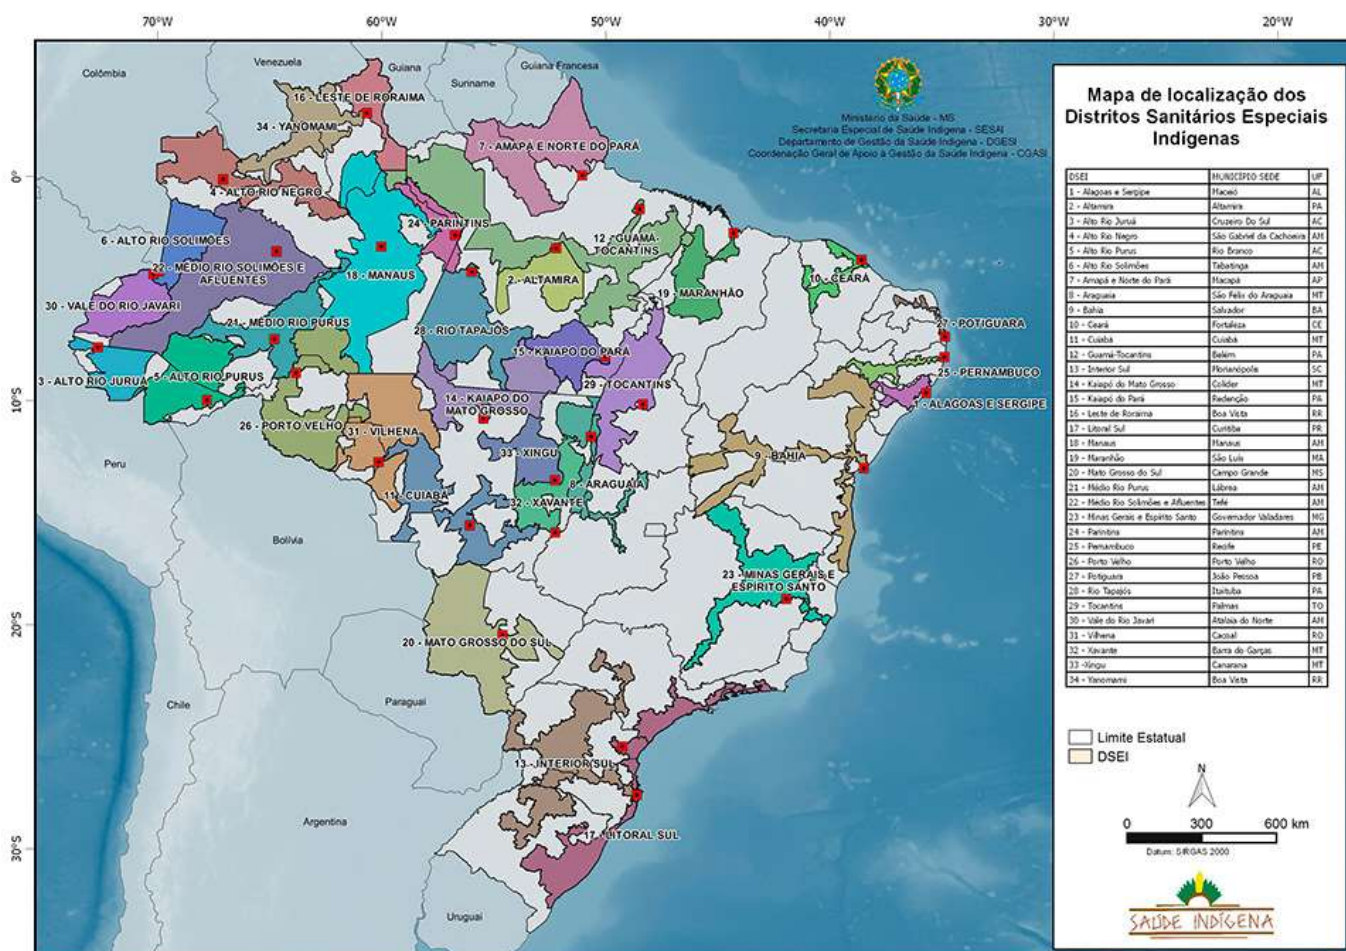 70°W 60°W 50°W 40°W 30°W 20°W
Colômbia
Venezuela
Guiana
Suriname
Guiana Francesa
16 - LESTE DE RORAIMA
34 - YANOMAMI
7 - AMAPÁ E NORTE DO PARÁ
Ministério da Saúde - MS
Secretaria Especial de Saúde Indígena - SESAI
Departamento de Gestão da Saúde Indígena - DGESI
Coordenação Geral de Apoio à Gestão da Saúde Indígena - CGASI
0°
4 - ALTO RIO NEGRO
24 - PARINTINS
6 - ALTO RIO SOLIMÕES
12 - GUAMÁ-
TOCANTINS
22 - MÉDIO RIO SOLIMÕES E
AFLUENTES
18 - MANAUS
2 - ALTAMIRA
10 - CEARÁ
19 - MARANHÃO
30 - VALE DO RIO JAVARI
21 - MÉDIO RIO PURUS
28 - RIO TAPAJÓS
27 - POTIGUARA
15 - KAIAPÓ DO PARÁ
3 - ALTO RIO JURUÁ
5 - ALTO RIO PURUS
29 - TOCANTINS
25 - PERNAMBUCO
10°S
14 - KAIAPÓ DO
MATO GROSSO
1 - ALAGOAS E SERGIPE
26 - PORTO VELHO
31 - VILHENA
33 - XINGU
9 - BAHIA
Peru
8 - ARAGUAIA
11 - CUIABÁ
32 - XAVANTE
Bolívia
23 - MINAS GERAIS E
ESPÍRITO SANTO
20°S
20 - MATO GROSSO DO SUL
Chile
Paraguai
13 - INTERIOR SUL
Argentina
17 - LITORAL SUL
30°S
Uruguai
Mapa de localização dos
Distritos Sanitários Especiais
Indígenas
DSEI MUNICÍPIO SEDE UF
1 - Alagoas e Sergipe Maceió AL
2 - Altamira Altamira PA
3 - Alto Rio Juruá Cruzeiro Do Sul AC
4 - Alto Rio Negro São Gabriel da Cachoeira AM
5 - Alto Rio Purus Rio Branco AC
6 - Alto Rio Solimões Tabatinga AM
7 - Amapá e Norte do Pará Macapá AP
8 - Araguaia São Felix do Araguaia MT
9 - Bahia Salvador BA
10 - Ceará Fortaleza CE
11 - Cuiabá Cuiabá MT
12 - Guamá-Tocantins Belém PA
13 - Interior Sul Florianópolis SC
14 - Kaiapó do Mato Grosso Colider MT
15 - Kaiapó do Pará Redenção PA
16 - Leste de Roraima Boa Vista RR
17 - Litoral Sul Curitiba PR
18 - Manaus Manaus AM
19 - Maranhão São Luís MA
20 - Mato Grosso do Sul Campo Grande MS
21 - Médio Rio Purus Lábrea AM
22 - Médio Rio Solimões e Afluentes Tefé AM
23 - Minas Gerais e Espírito Santo Governador Valadares MG
24 - Parintins Parintins AM
25 - Pernambuco Recife PE
26 - Porto Velho Porto Velho RO
27 - Potiguara João Pessoa PB
28 - Rio Tapajós Itaituba PA
29 - Tocantins Palmas TO
30 - Vale do Rio Javari Atalaia do Norte AM
31 - Vilhena Cacoal RO
32 - Xavante Barra do Garças MT
33 -Xingu Canarana MT
34 - Yanomami Boa Vista RR
Limite Estatual
DSEI
N
0 300 600 km
Datum: SIRGAS 2000
SAÚDE INDÍGENA